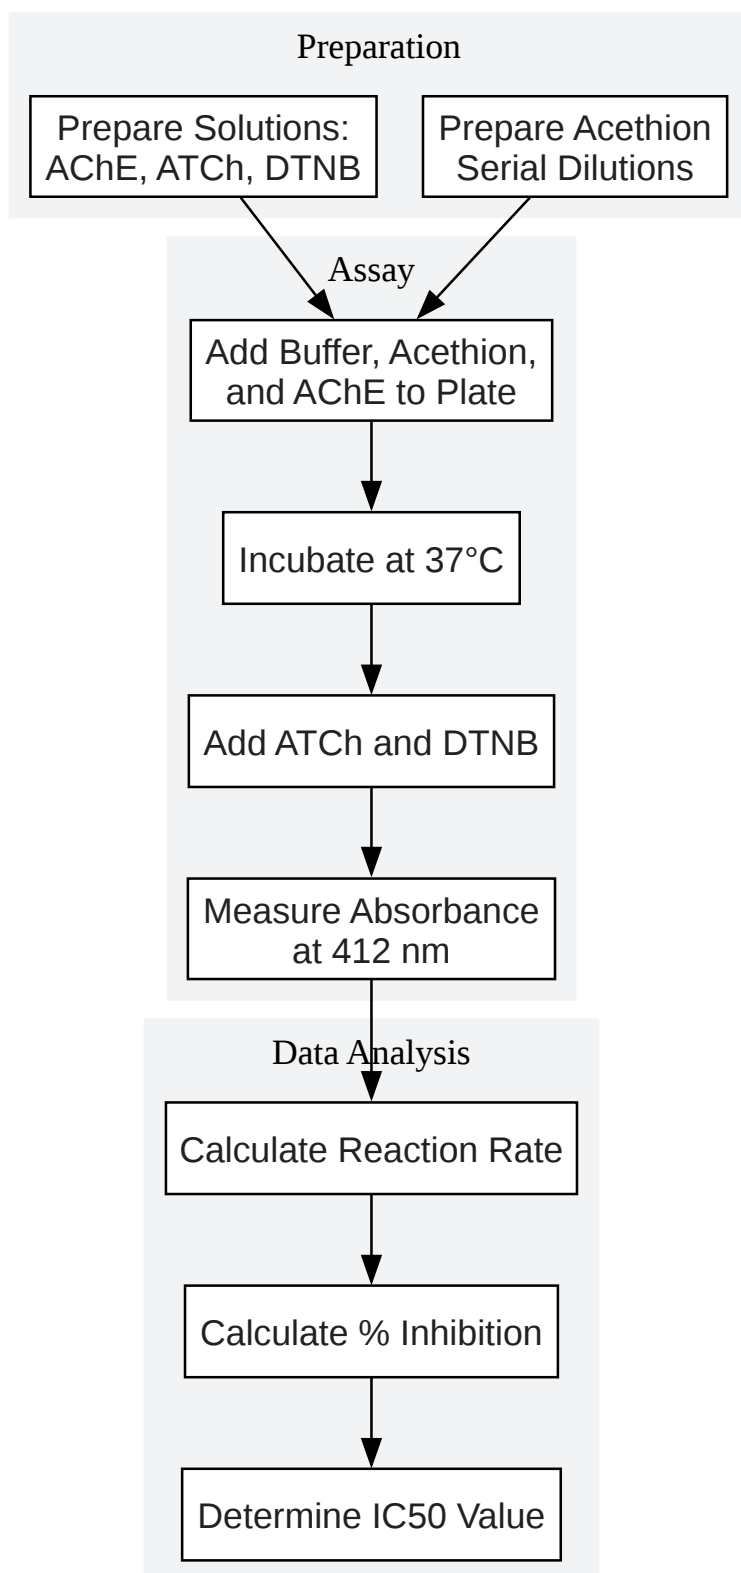 Preparation
Prepare Solutions:
AChE, ATCh, DTNB
Prepare Acethion
Serial Dilutions
Assay
Add Buffer, Acethion,
and AChE to Plate
Incubate at 37°C
Add ATCh and DTNB
Measure Absorbance
at 412 nm
Data Analysis
Calculate Reaction Rate
Calculate % Inhibition
Determine IC50 Value